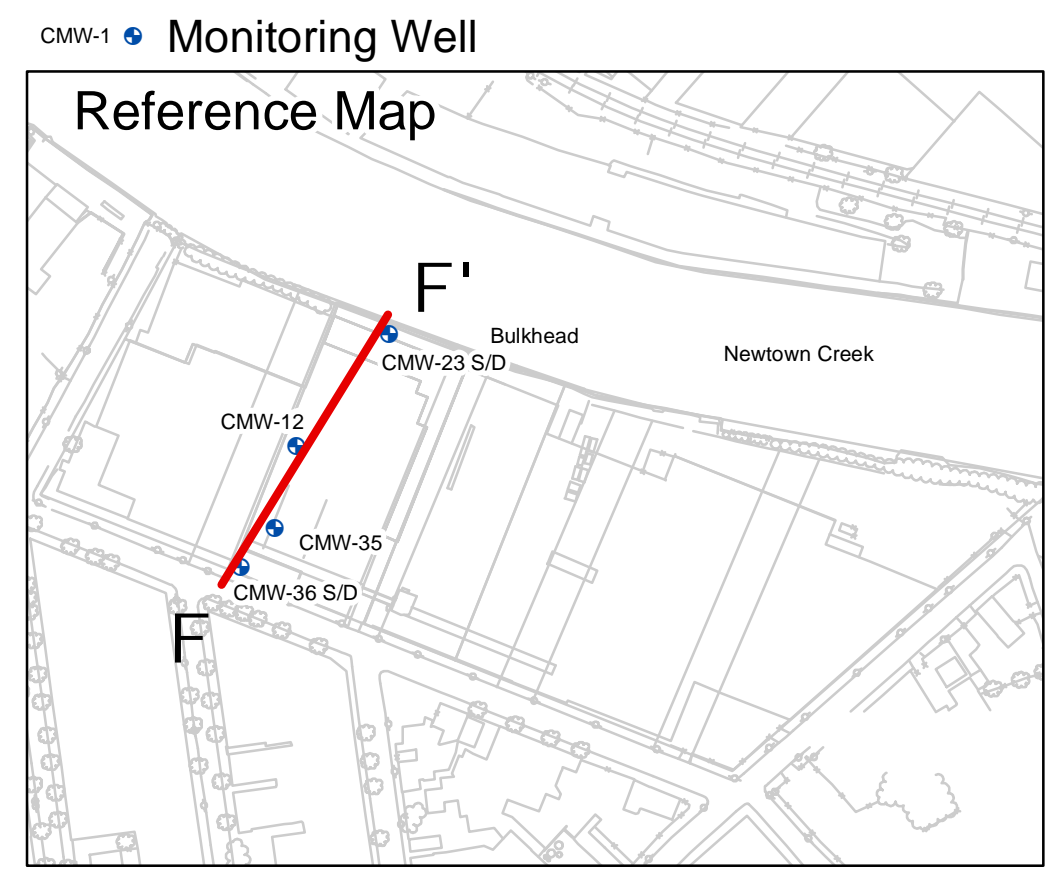 CMW-1 Monitoring Well
Reference Map
F'
Bulkhead
Newtown Creek
CMW-23 S/D
CMW-12
CMW-35
CMW-36 S/D
F